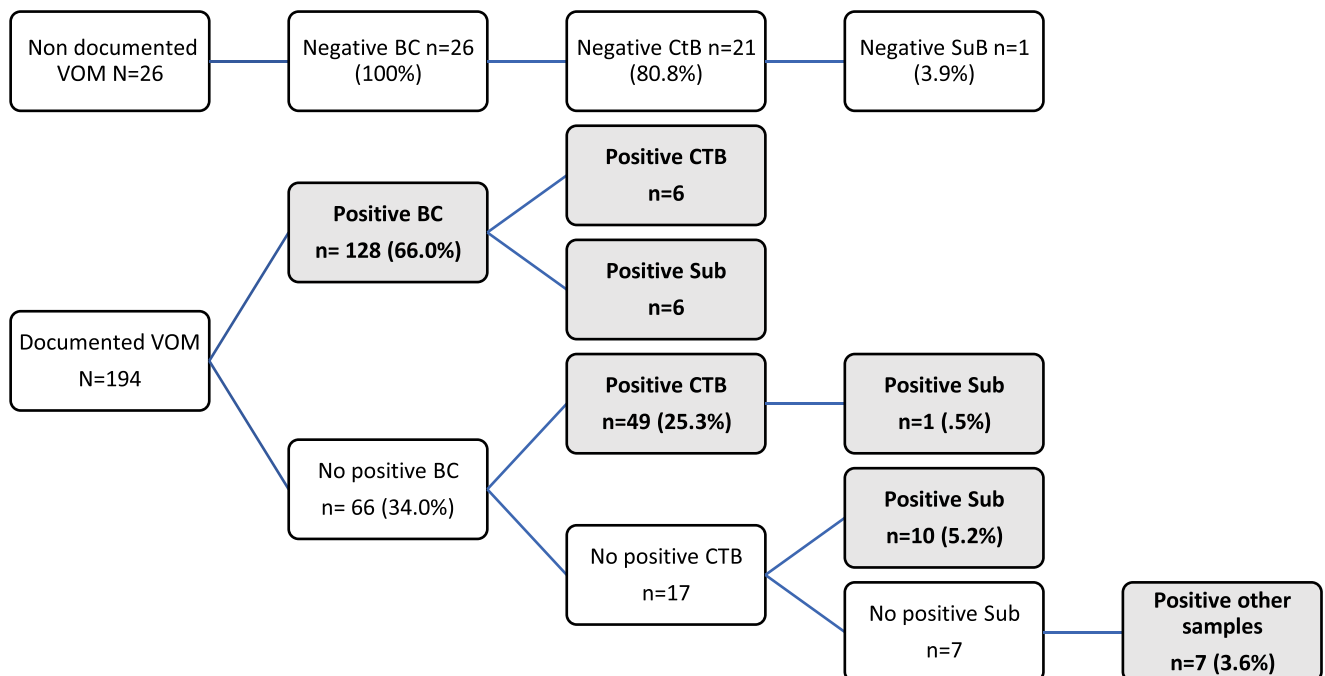 Non documented
VOM N=26
Negative BC n=26
(100%)
Negative CtB n=21
(80.8%)
Negative SuB n=1
(3.9%)
Documented VOM
N=194
Positive BC
n= 128 (66.0%)
Positive CTB
n=6
Positive Sub
n=6
No positive BC
n= 66 (34.0%)
Positive CTB
n=49 (25.3%)
Positive Sub
n=1 (.5%)
No positive CTB
n=17
Positive Sub
n=10 (5.2%)
No positive Sub
n=7
Positive other
samples
n=7 (3.6%)